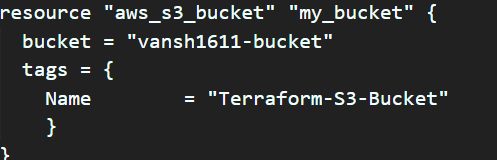 resource "aws_s3_bucket" "my_bucket" {
  bucket = "vansh1611-bucket"
  tags = {
    Name        = "Terraform-S3-Bucket"
    }
}